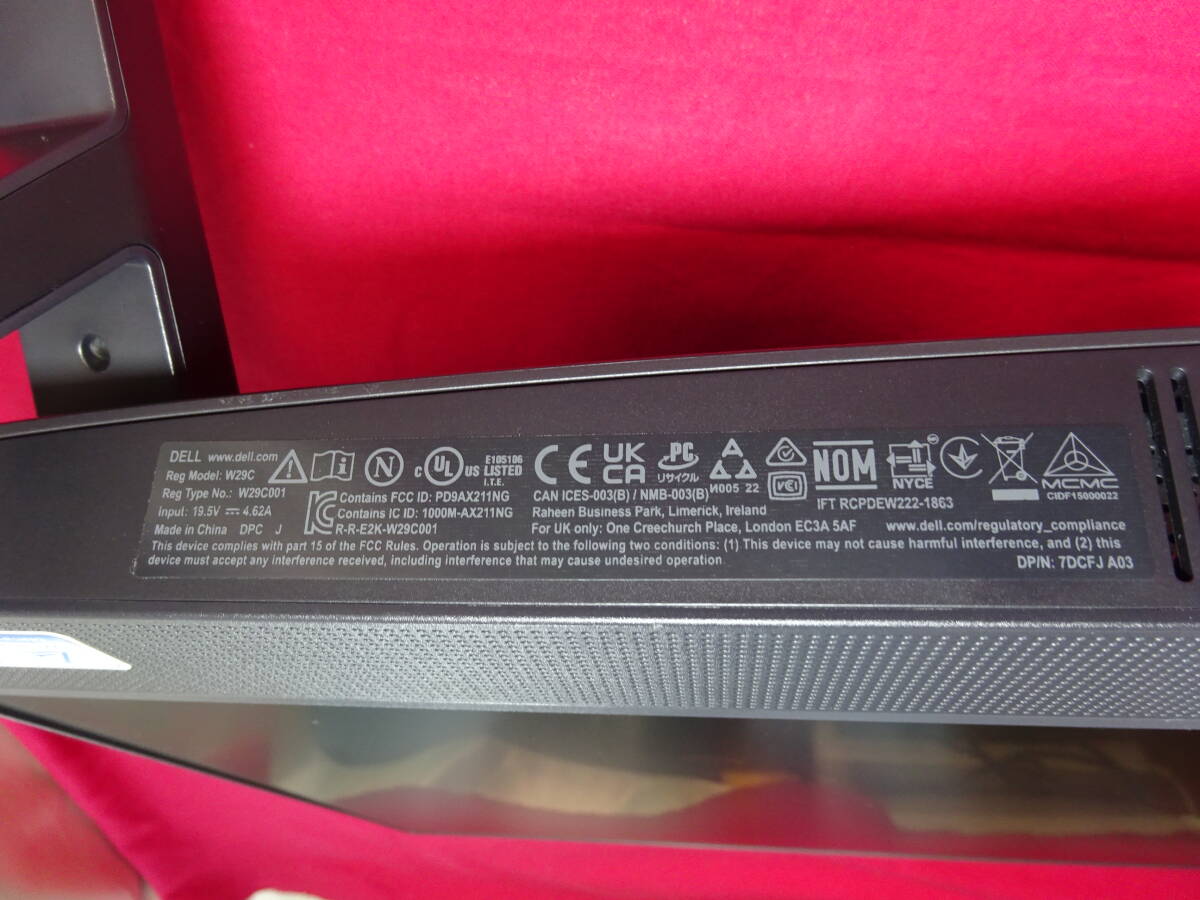 DELL www.dell.com
Reg Model: W29C
Reg Type No.: W29C001
Input: 19.5V ⎓ 4.62A
Made in China DPC J
N
c UL US E105106 LISTED I.T.E.
Contains FCC ID: PD9AX211NG
Contains IC ID: 1000M-AX211NG
R-R-E2K-W29C001
CE UKCA PC リサイクル
И005 22
VCI
NOM NYCE
MCMC
CIDF15000022
CAN ICES-003(B) / NMB-003(B)
IFT RCPDEW222-1863
Raheen Business Park, Limerick, Ireland
For UK only: One Creechurch Place, London EC3A 5AF www.dell.com/regulatory_compliance
This device complies with part 15 of the FCC Rules. Operation is subject to the following two conditions: (1) This device may not cause harmful interference, and (2) this
device must accept any interference received, including interference that may cause undesired operation
DP/N: 7DCFJ A03